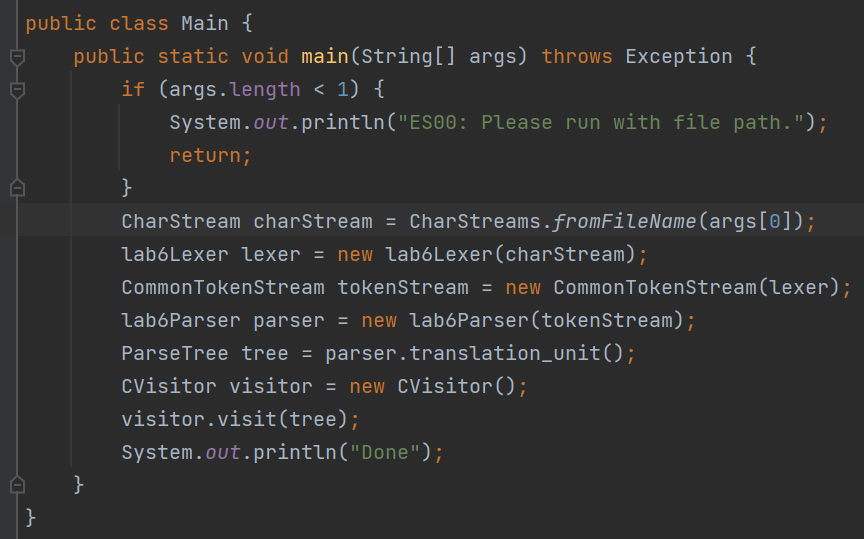 public class Main {
    public static void main(String[] args) throws Exception {
        if (args.length < 1) {
            System.out.println("ES00: Please run with file path.");
            return;
        }
        CharStream charStream = CharStreams.fromFileName(args[0]);
        lab6Lexer lexer = new lab6Lexer(charStream);
        CommonTokenStream tokenStream = new CommonTokenStream(lexer);
        lab6Parser parser = new lab6Parser(tokenStream);
        ParseTree tree = parser.translation_unit();
        CVisitor visitor = new CVisitor();
        visitor.visit(tree);
        System.out.println("Done");
    }
}